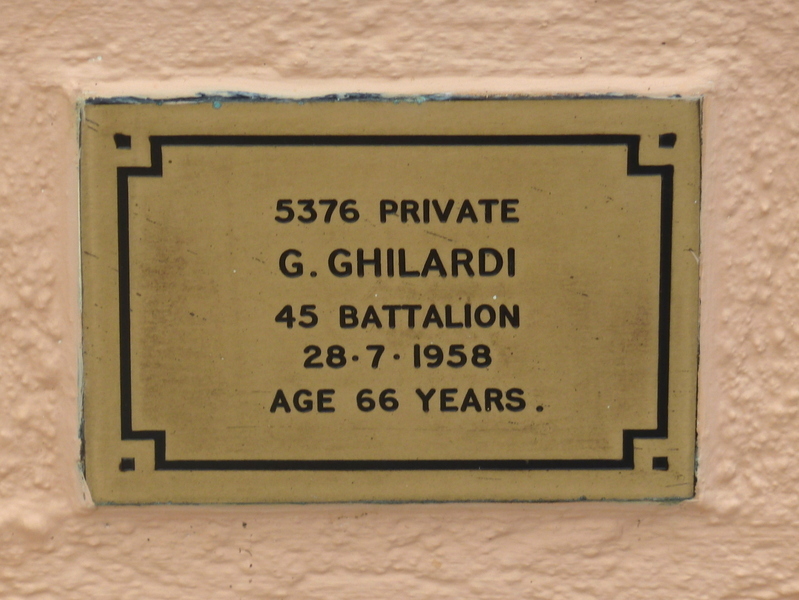 5376 PRIVATE
G. GHILARDI
45 BATTALION
28·7·1958
AGE 66 YEARS.